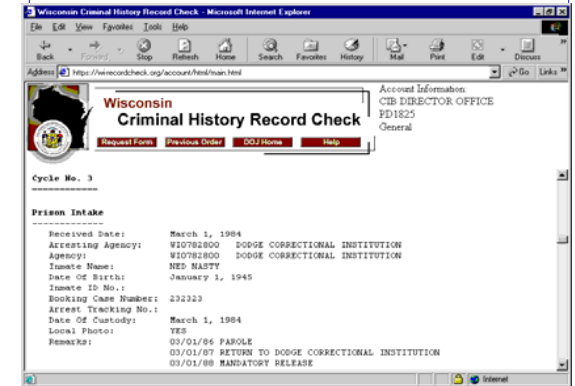 Wisconsin Criminal History Record Check - Microsoft Internet Explorer
File Edit View Favorites Tools Help
Back Forward Stop Refresh Home Search Favorites History Mail Print Edit Discuss
Address https://wirecordcheck.org/account/html/main.html Go Links »
Wisconsin
Criminal History Record Check
Request Form Previous Order DOJ Home Help
Account Information:
CIB DIRECTOR OFFICE
PD1825
General
Cycle No. 3
------------
Prison Intake
-------------
Received Date: March 1, 1984
Arresting Agency: WI0782800 DODGE CORRECTIONAL INSTITUTION
Agency: WI0782800 DODGE CORRECTIONAL INSTITUTION
Inmate Name: NED NASTY
Date Of Birth: January 1, 1945
Inmate ID No.:
Booking Case Number: 232323
Arrest Tracking No.:
Date Of Custody: March 1, 1984
Local Photo: YES
Remarks: 03/01/86 PAROLE
03/01/87 RETURN TO DODGE CORRECTIONAL INSTITUTION
03/01/88 MANDATORY RELEASE
Internet